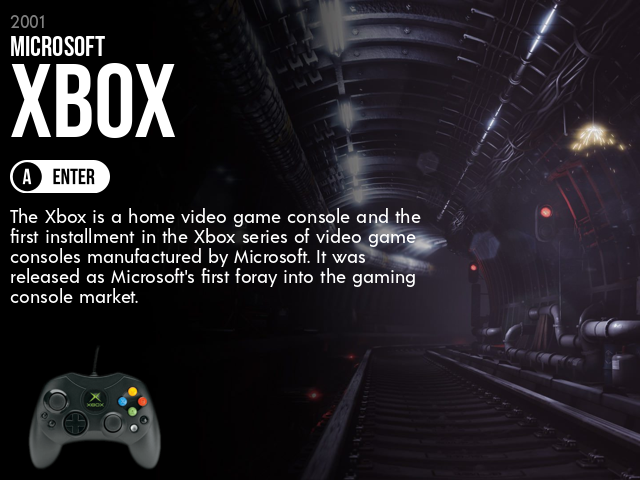 2001
MICROSOFT
XBOX
A ENTER
The Xbox is a home video game console and the
first installment in the Xbox series of video game
consoles manufactured by Microsoft. It was
released as Microsoft's first foray into the gaming
console market.
XBOX